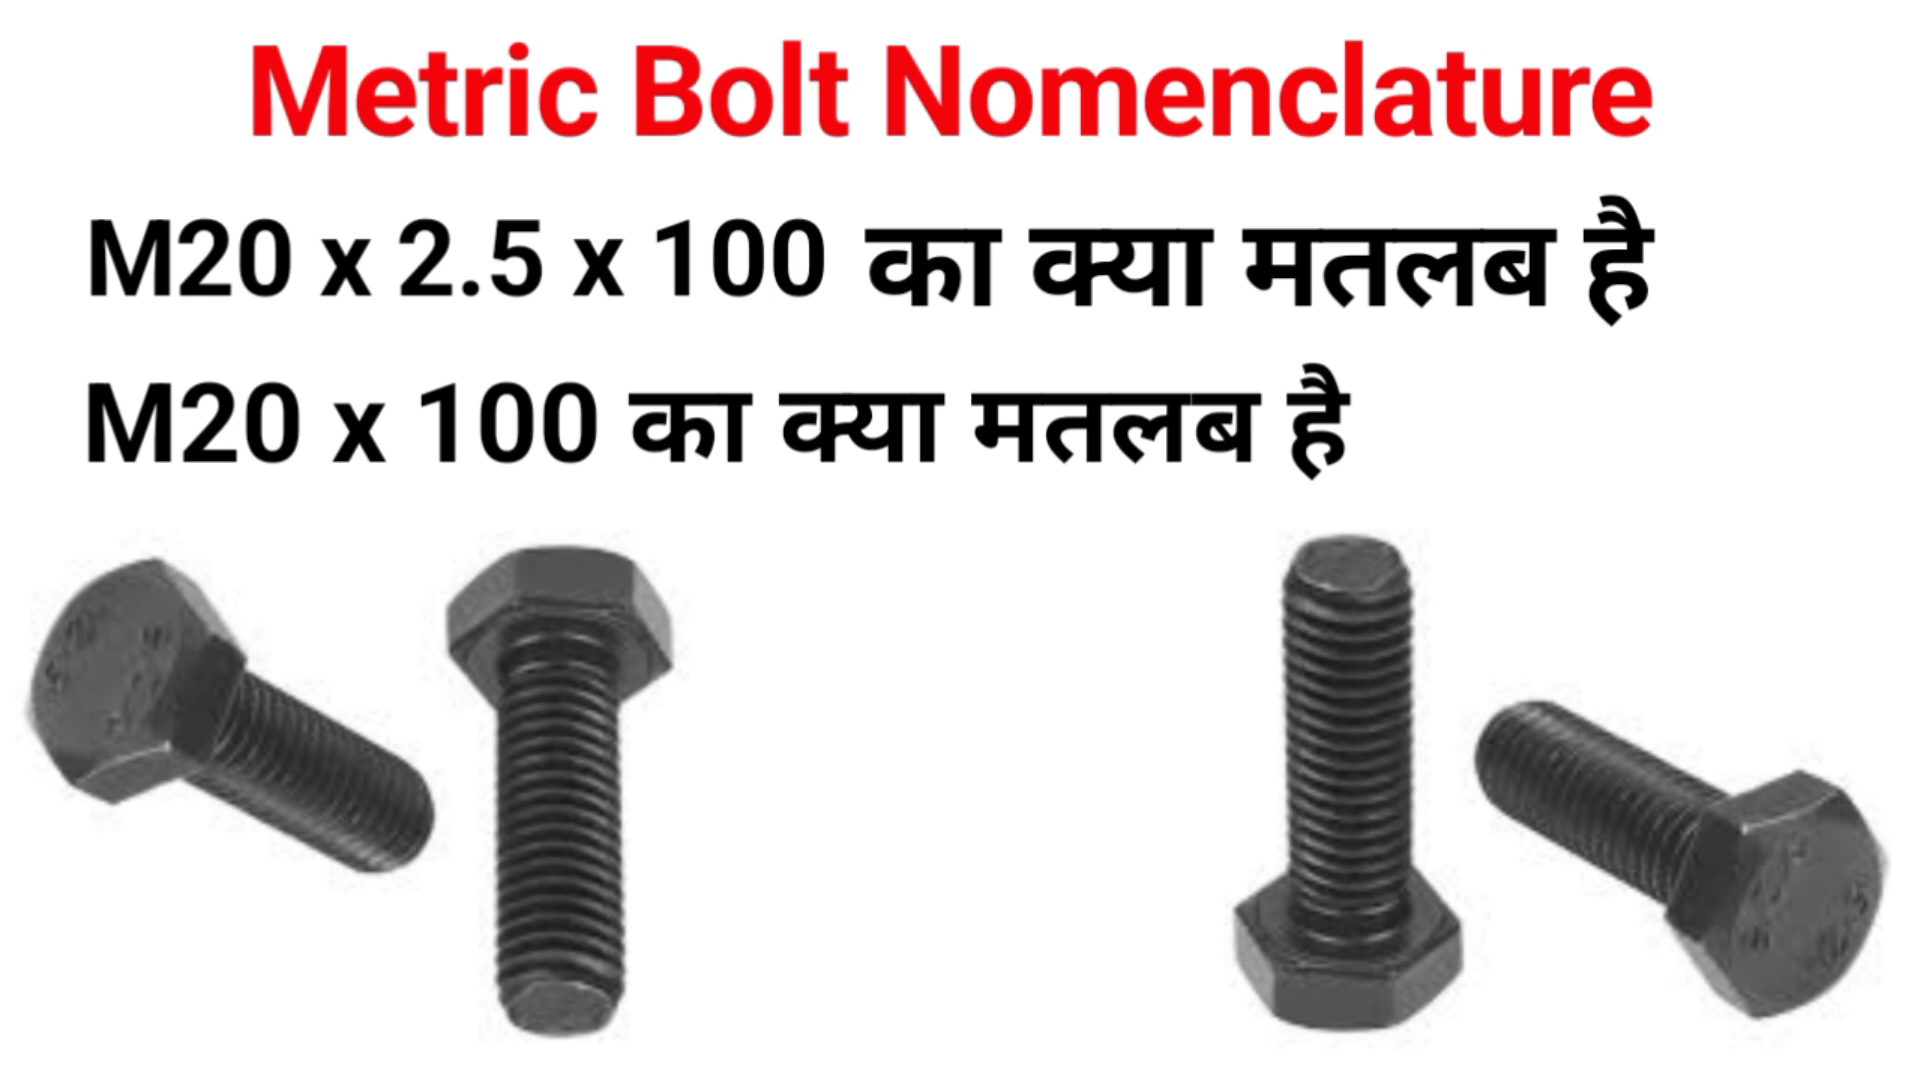 Metric Bolt Nomenclature
M20 x 2.5 x 100 का क्या मतलब है
M20 x 100 का क्या मतलब है